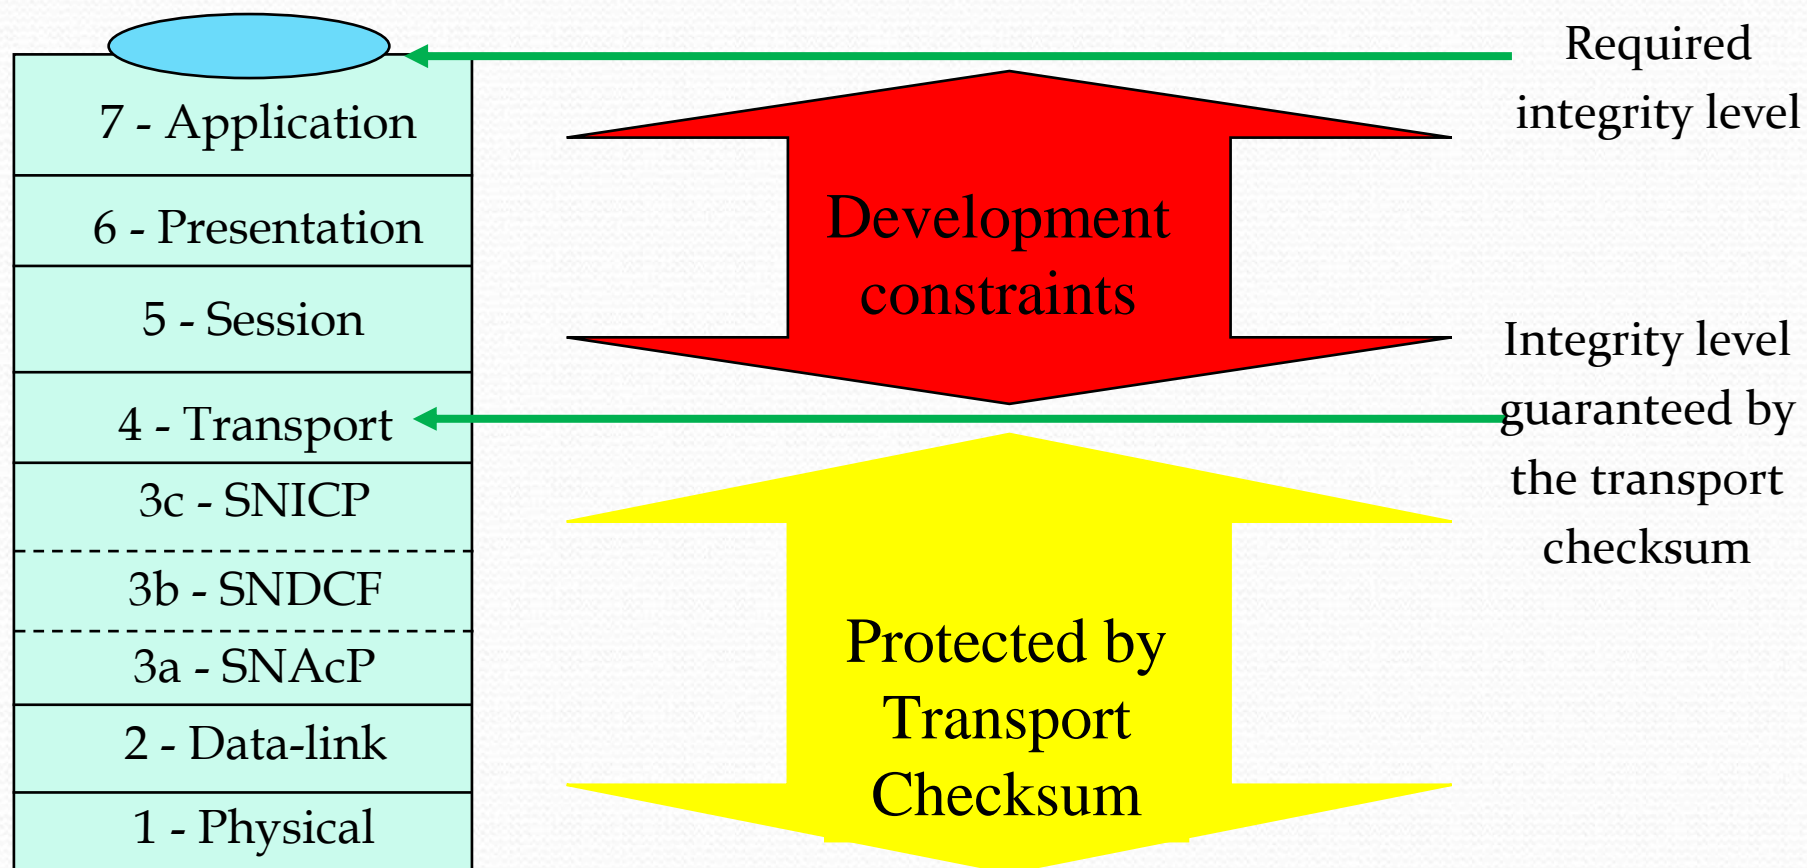 7 - Application
6 - Presentation
5 - Session
4 - Transport
3c - SNICP
3b - SNDCF
3a - SNAcP
2 - Data-link
1 - Physical
Development
constraints
Protected by
Transport
Checksum
Required
integrity level
Integrity level
guaranteed by
the transport
checksum